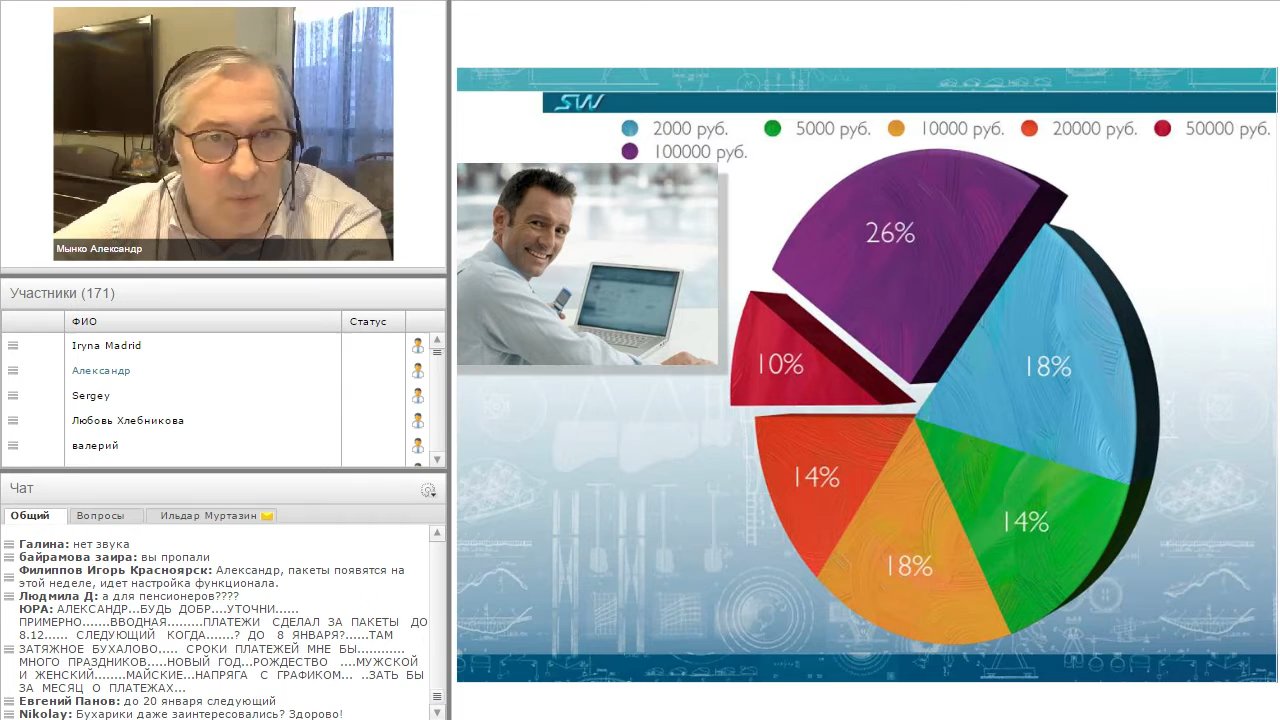 Мынко Александр
Участники (171)
ФИО
Статус
Iryna Madrid
Александр
Sergey
Любовь Хлебникова
валерий
Чат
Общий
Вопросы
Ильдар Муртазин
Галина: нет звука
байрамова заира: вы пропали
Филиппов Игорь Красноярск: Александр, пакеты появятся на
этой неделе, идет настройка функционала.
Людмила Д: а для пенсионеров????
ЮРА: АЛЕКСАНДР...БУДЬ ДОБР....УТОЧНИ......
ПРИМЕРНО.......ВВОДНАЯ.........ПЛАТЕЖИ СДЕЛАЛ ЗА ПАКЕТЫ ДО
8.12...... СЛЕДУЮЩИЙ КОГДА.......? ДО 8 ЯНВАРЯ?......ТАМ
ЗАТЯЖНОЕ БУХАЛОВО..... СРОКИ ПЛАТЕЖЕЙ МНЕ БЫ...........
МНОГО ПРАЗДНИКОВ.....НОВЫЙ ГОД...РОЖДЕСТВО ....МУЖСКОЙ
И ЖЕНСКИЙ.......МАЙСКИЕ...НАПРЯГА С ГРАФИКОМ... ..ЗАТЬ БЫ
ЗА МЕСЯЦ О ПЛАТЕЖАХ...
Евгений Панов: до 20 января следующий
Nikolay: Бухарики даже заинтересовались? Здорово!
SW
2000 руб.
5000 руб.
10000 руб.
20000 руб.
50000 руб.
100000 руб.
26%
18%
10%
14%
14%
18%